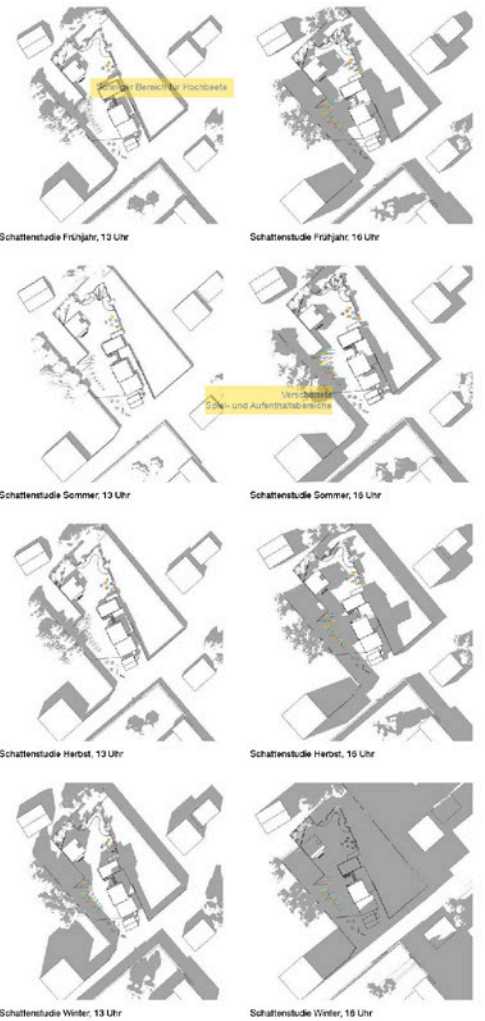 Sonniger Bereich für Hochbeete
Schattenstudie Frühjahr, 13 Uhr
Schattenstudie Frühjahr, 16 Uhr
Verschattete
Spiel- und Aufenthaltsbereiche
Schattenstudie Sommer, 13 Uhr
Schattenstudie Sommer, 16 Uhr
Schattenstudie Herbst, 13 Uhr
Schattenstudie Herbst, 16 Uhr
Schattenstudie Winter, 13 Uhr
Schattenstudie Winter, 16 Uhr